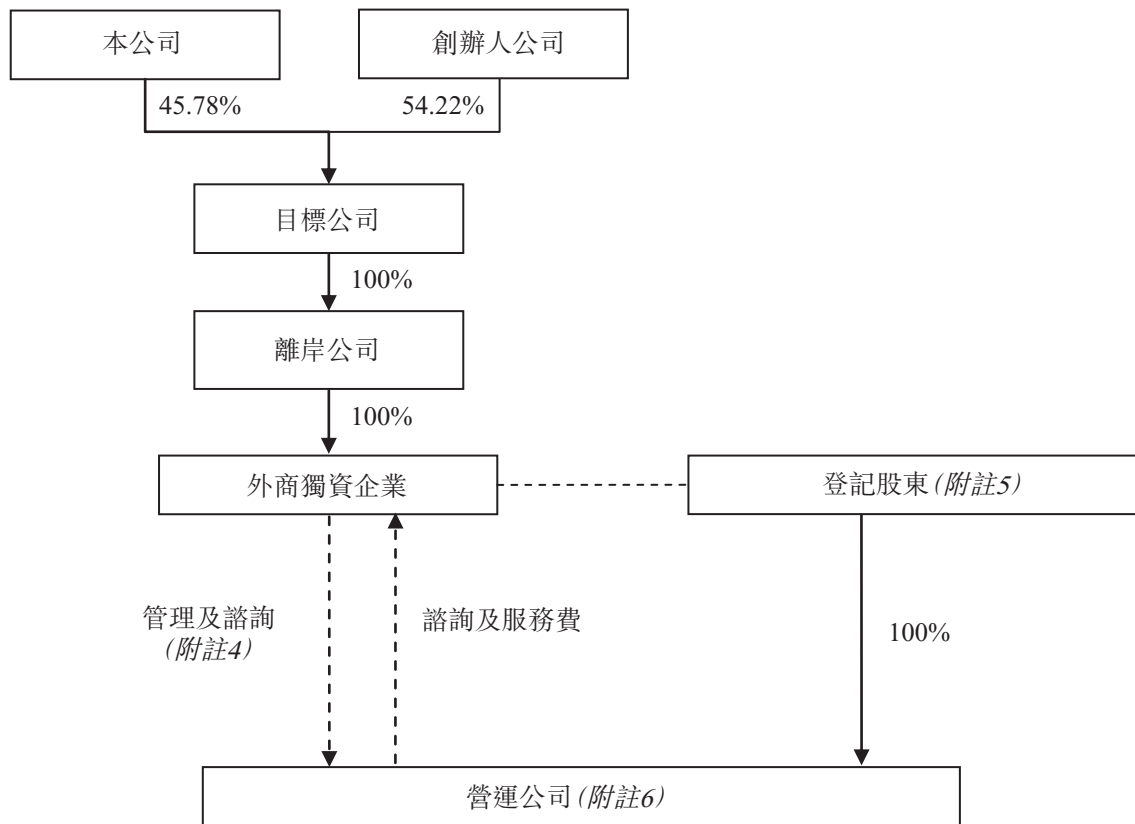 本公司
創辦人公司
45.78%
54.22%
目標公司
100%
離岸公司
100%
外商獨資企業
登記股東(附註5)
管理及諮詢
(附註4)
諮詢及服務費
100%
營運公司(附註6)